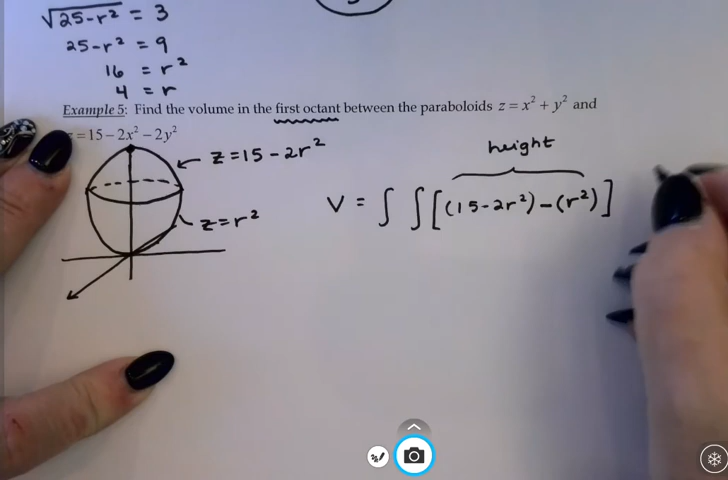 √25-r² = 3
25-r² = 9
16 = r²
4 = r
Example 5: Find the volume in the first octant between the paraboloids z = x² + y² and
= 15 - 2x² - 2y²
z = 15 - 2r²
height
V = ∫ ∫ [(15-2r²) - (r²)]
z = r²